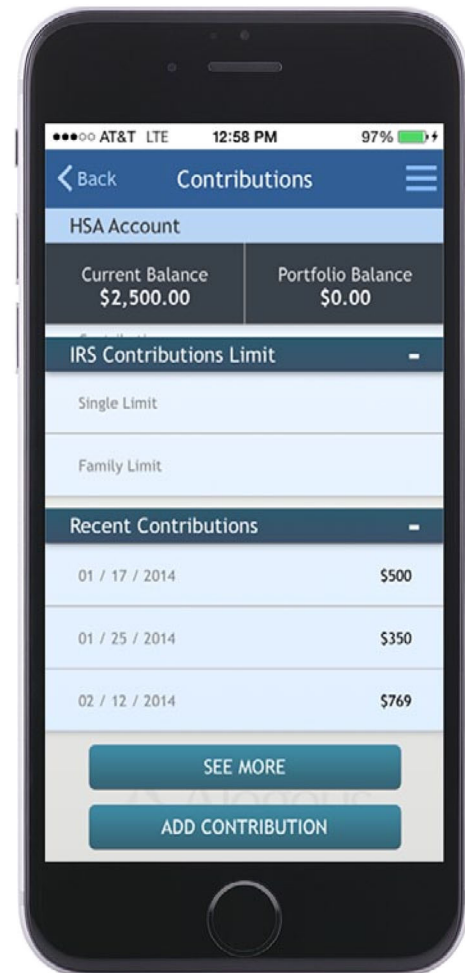 AT&T LTE 12:58 PM 97%
Back Contributions
HSA Account
Current Balance Portfolio Balance
$2,500.00 $0.00
IRS Contributions Limit -
Single Limit
Family Limit
Recent Contributions -
01 / 17 / 2014 $500
01 / 25 / 2014 $350
02 / 12 / 2014 $769
SEE MORE
ADD CONTRIBUTION